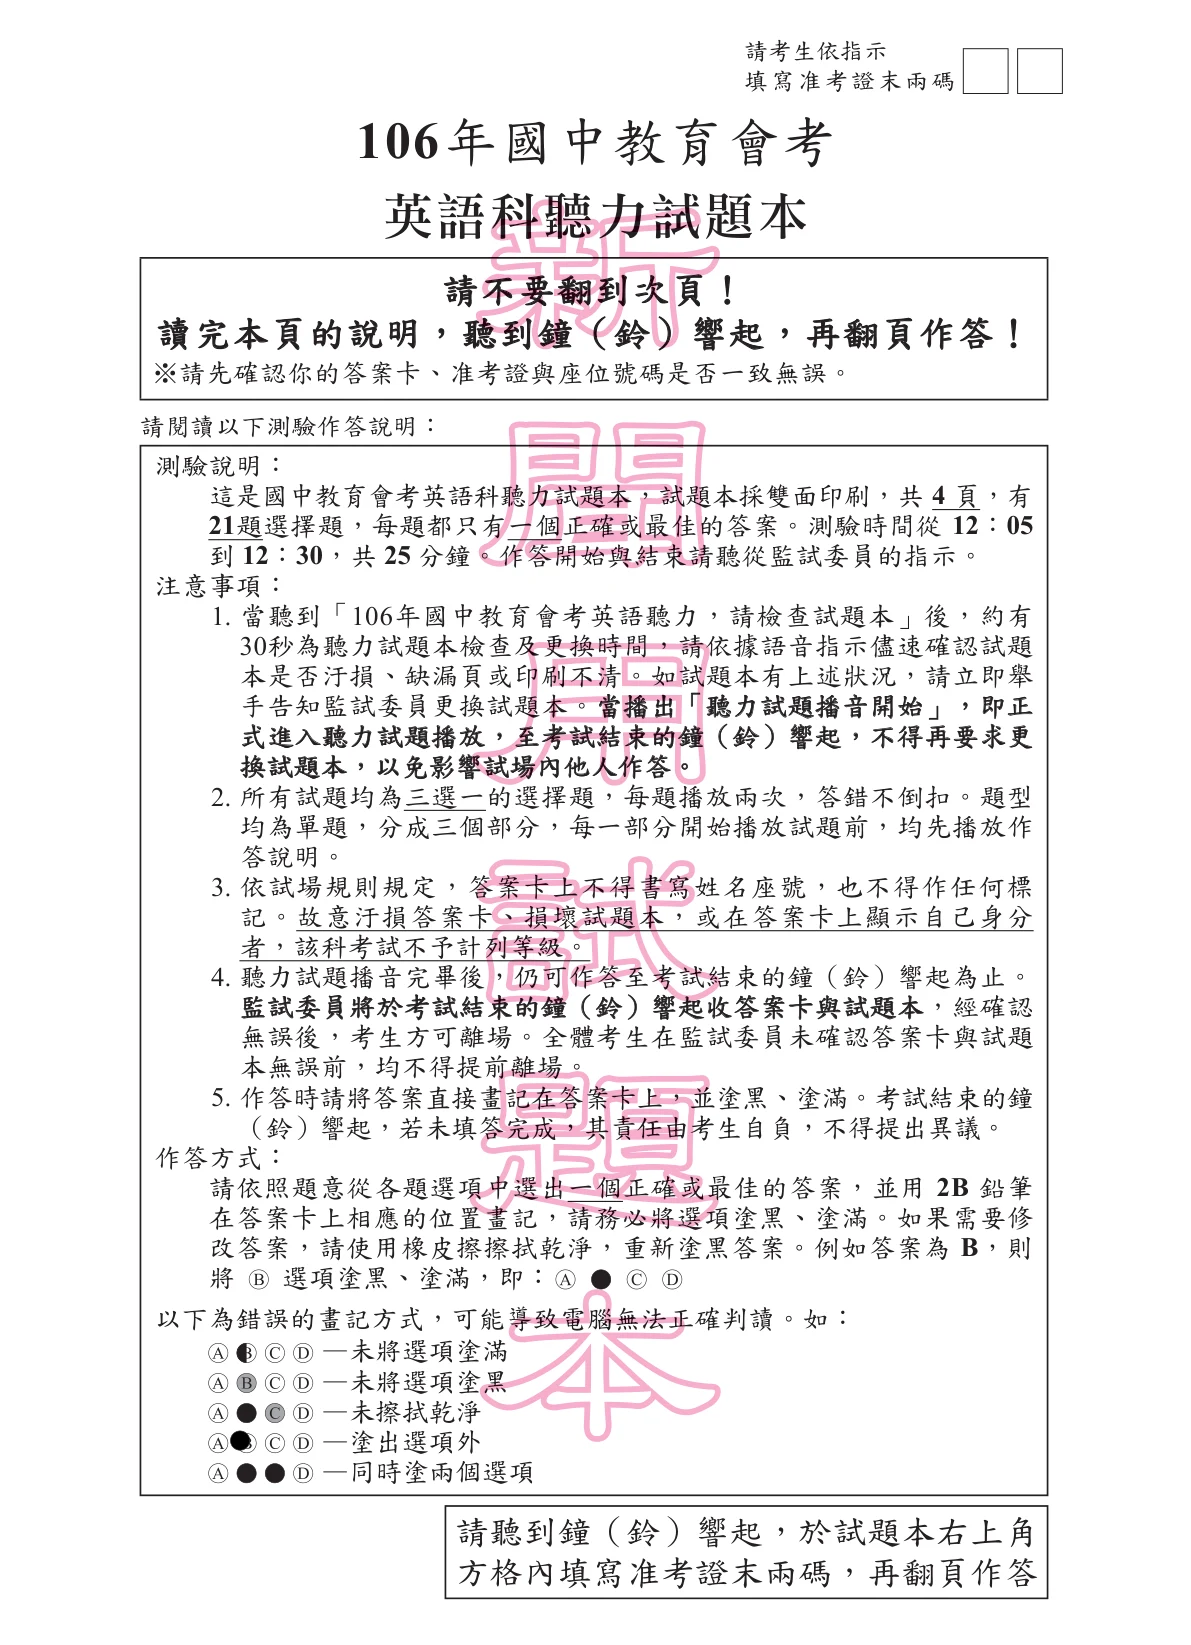 請考生依指示
填寫准考證末兩碼
106年國中教育會考
英語科聽力試題本
請不要翻到次頁！
讀完本頁的說明，聽到鐘（鈴）響起，再翻頁作答！
※請先確認你的答案卡、准考證與座位號碼是否一致無誤。
請閱讀以下測驗作答說明：
測驗說明：
這是國中教育會考英語科聽力試題本，試題本採雙面印刷，共 4 頁，有
21題選擇題，每題都只有一個正確或最佳的答案。測驗時間從 12：05
到 12：30，共 25 分鐘。作答開始與結束請聽從監試委員的指示。
注意事項：
1. 當聽到「106年國中教育會考英語聽力，請檢查試題本」後，約有
30秒為聽力試題本檢查及更換時間，請依據語音指示儘速確認試題
本是否汙損、缺漏頁或印刷不清。如試題本有上述狀況，請立即舉
手告知監試委員更換試題本。當播出「聽力試題播音開始」，即正
式進入聽力試題播放，至考試結束的鐘（鈴）響起，不得再要求更
換試題本，以免影響試場內他人作答。
2. 所有試題均為三選一的選擇題，每題播放兩次，答錯不倒扣。題型
均為單題，分成三個部分，每一部分開始播放試題前，均先播放作
答說明。
3. 依試場規則規定，答案卡上不得書寫姓名座號，也不得作任何標
記。故意汙損答案卡、損壞試題本，或在答案卡上顯示自己身分
者，該科考試不予計列等級。
4. 聽力試題播音完畢後，仍可作答至考試結束的鐘（鈴）響起為止。
監試委員將於考試結束的鐘（鈴）響起收答案卡與試題本，經確認
無誤後，考生方可離場。全體考生在監試委員未確認答案卡與試題
本無誤前，均不得提前離場。
5. 作答時請將答案直接畫記在答案卡上，並塗黑、塗滿。考試結束的鐘
（鈴）響起，若未填答完成，其責任由考生自負，不得提出異議。
作答方式：
請依照題意從各題選項中選出一個正確或最佳的答案，並用 2B 鉛筆
在答案卡上相應的位置畫記，請務必將選項塗黑、塗滿。如果需要修
改答案，請使用橡皮擦擦拭乾淨，重新塗黑答案。例如答案為 B，則
將 Ⓑ 選項塗黑、塗滿，即：Ⓐ ● Ⓒ Ⓓ
以下為錯誤的畫記方式，可能導致電腦無法正確判讀。如：
Ⓐ Ⓑ Ⓒ Ⓓ —未將選項塗滿
Ⓐ Ⓑ Ⓒ Ⓓ —未將選項塗黑
Ⓐ ● Ⓒ Ⓓ —未擦拭乾淨
Ⓐ ● Ⓒ Ⓓ —塗出選項外
Ⓐ ● ● Ⓓ —同時塗兩個選項
請聽到鐘（鈴）響起，於試題本右上角
方格內填寫准考證末兩碼，再翻頁作答
新
聞
用
試
題
本